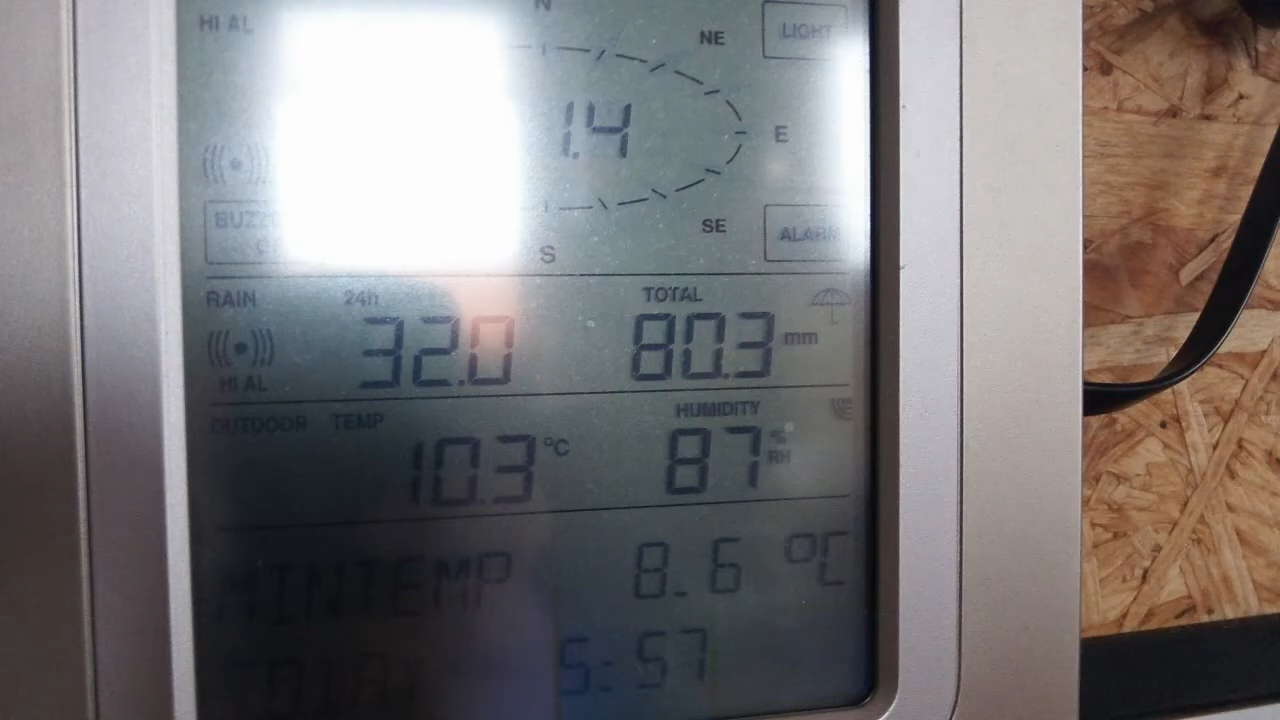 N
HI AL
NE
LIGHT
1.4
E
SE
ALARM
S
RAIN 24h TOTAL
32.0 80.3 mm
HI AL
OUTDOOR TEMP HUMIDITY
10.3 °C 87 % RH
MINTEMP 8.6 °C
5:57